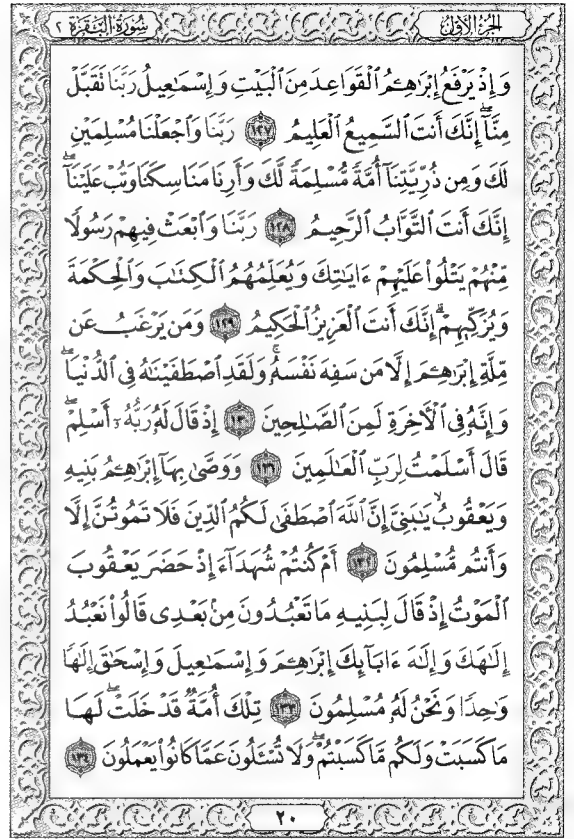 الجزء الأول
سورة البقرة ٢
وَإِذْ يَرْفَعُ إِبْرَٰهِـۧمُ ٱلْقَوَاعِدَ مِنَ ٱلْبَيْتِ وَإِسْمَـٰعِيلُ رَبَّنَا تَقَبَّلْ
مِنَّآ ۖ إِنَّكَ أَنتَ ٱلسَّمِيعُ ٱلْعَلِيمُ ١٢٧ رَبَّنَا وَٱجْعَلْنَا مُسْلِمَيْنِ
لَكَ وَمِن ذُرِّيَّتِنَآ أُمَّةً مُّسْلِمَةً لَّكَ وَأَرِنَا مَنَاسِكَنَا وَتُبْ عَلَيْنَآ ۖ
إِنَّكَ أَنتَ ٱلتَّوَّابُ ٱلرَّحِيمُ ١٢٨ رَبَّنَا وَٱبْعَثْ فِيهِمْ رَسُولًا
مِّنْهُمْ يَتْلُوا۟ عَلَيْهِمْ ءَايَـٰتِكَ وَيُعَلِّمُهُمُ ٱلْكِتَـٰبَ وَٱلْحِكْمَةَ
وَيُزَكِّيهِمْ ۚ إِنَّكَ أَنتَ ٱلْعَزِيزُ ٱلْحَكِيمُ ١٢٩ وَمَن يَرْغَبُ عَن
مِّلَّةِ إِبْرَٰهِـۧمَ إِلَّا مَن سَفِهَ نَفْسَهُۥ ۚ وَلَقَدِ ٱصْطَفَيْنَـٰهُ فِى ٱلدُّنْيَا ۖ
وَإِنَّهُۥ فِى ٱلْـَٔاخِرَةِ لَمِنَ ٱلصَّـٰلِحِينَ ١٣٠ إِذْ قَالَ لَهُۥ رَبُّهُۥٓ أَسْلِمْ ۖ
قَالَ أَسْلَمْتُ لِرَبِّ ٱلْعَـٰلَمِينَ ١٣١ وَوَصَّىٰ بِهَآ إِبْرَٰهِـۧمُ بَنِيهِ
وَيَعْقُوبُ يَـٰبَنِىَّ إِنَّ ٱللَّهَ ٱصْطَفَىٰ لَكُمُ ٱلدِّينَ فَلَا تَمُوتُنَّ إِلَّا
وَأَنتُم مُّسْلِمُونَ ١٣٢ أَمْ كُنتُمْ شُهَدَآءَ إِذْ حَضَرَ يَعْقُوبَ
ٱلْمَوْتُ إِذْ قَالَ لِبَنِيهِ مَا تَعْبُدُونَ مِنۢ بَعْدِى قَالُوا۟ نَعْبُدُ
إِلَـٰهَكَ وَإِلَـٰهَ ءَابَآئِكَ إِبْرَٰهِـۧمَ وَإِسْمَـٰعِيلَ وَإِسْحَـٰقَ إِلَـٰهًا
وَٰحِدًا وَنَحْنُ لَهُۥ مُسْلِمُونَ ١٣٣ تِلْكَ أُمَّةٌ قَدْ خَلَتْ ۖ لَهَا
مَا كَسَبَتْ وَلَكُم مَّا كَسَبْتُمْ ۖ وَلَا تُسْـَٔلُونَ عَمَّا كَانُوا۟ يَعْمَلُونَ ١٣٤
٢٠